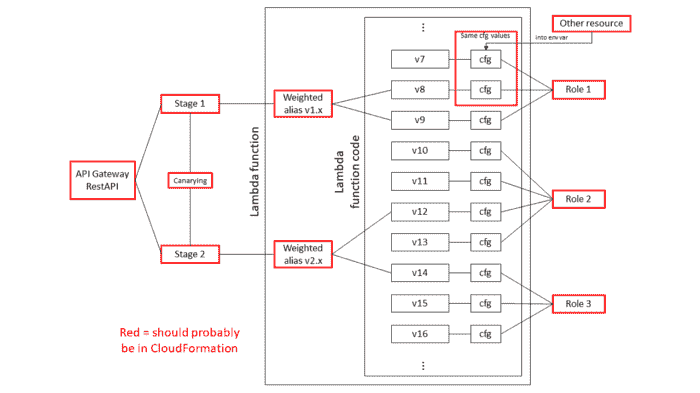 ⋮
Other resource
Same cfg values
into env var
v7
cfg
v8
cfg
v9
cfg
v10
cfg
v11
cfg
v12
cfg
v13
cfg
v14
cfg
v15
cfg
v16
cfg
⋮
Role 1
Role 2
Role 3
Stage 1
Weighted
alias v1.x
Lambda function
Lambda
function code
API Gateway
RestAPI
Canarying
Stage 2
Weighted
alias v2.x
Red = should probably
be in CloudFormation